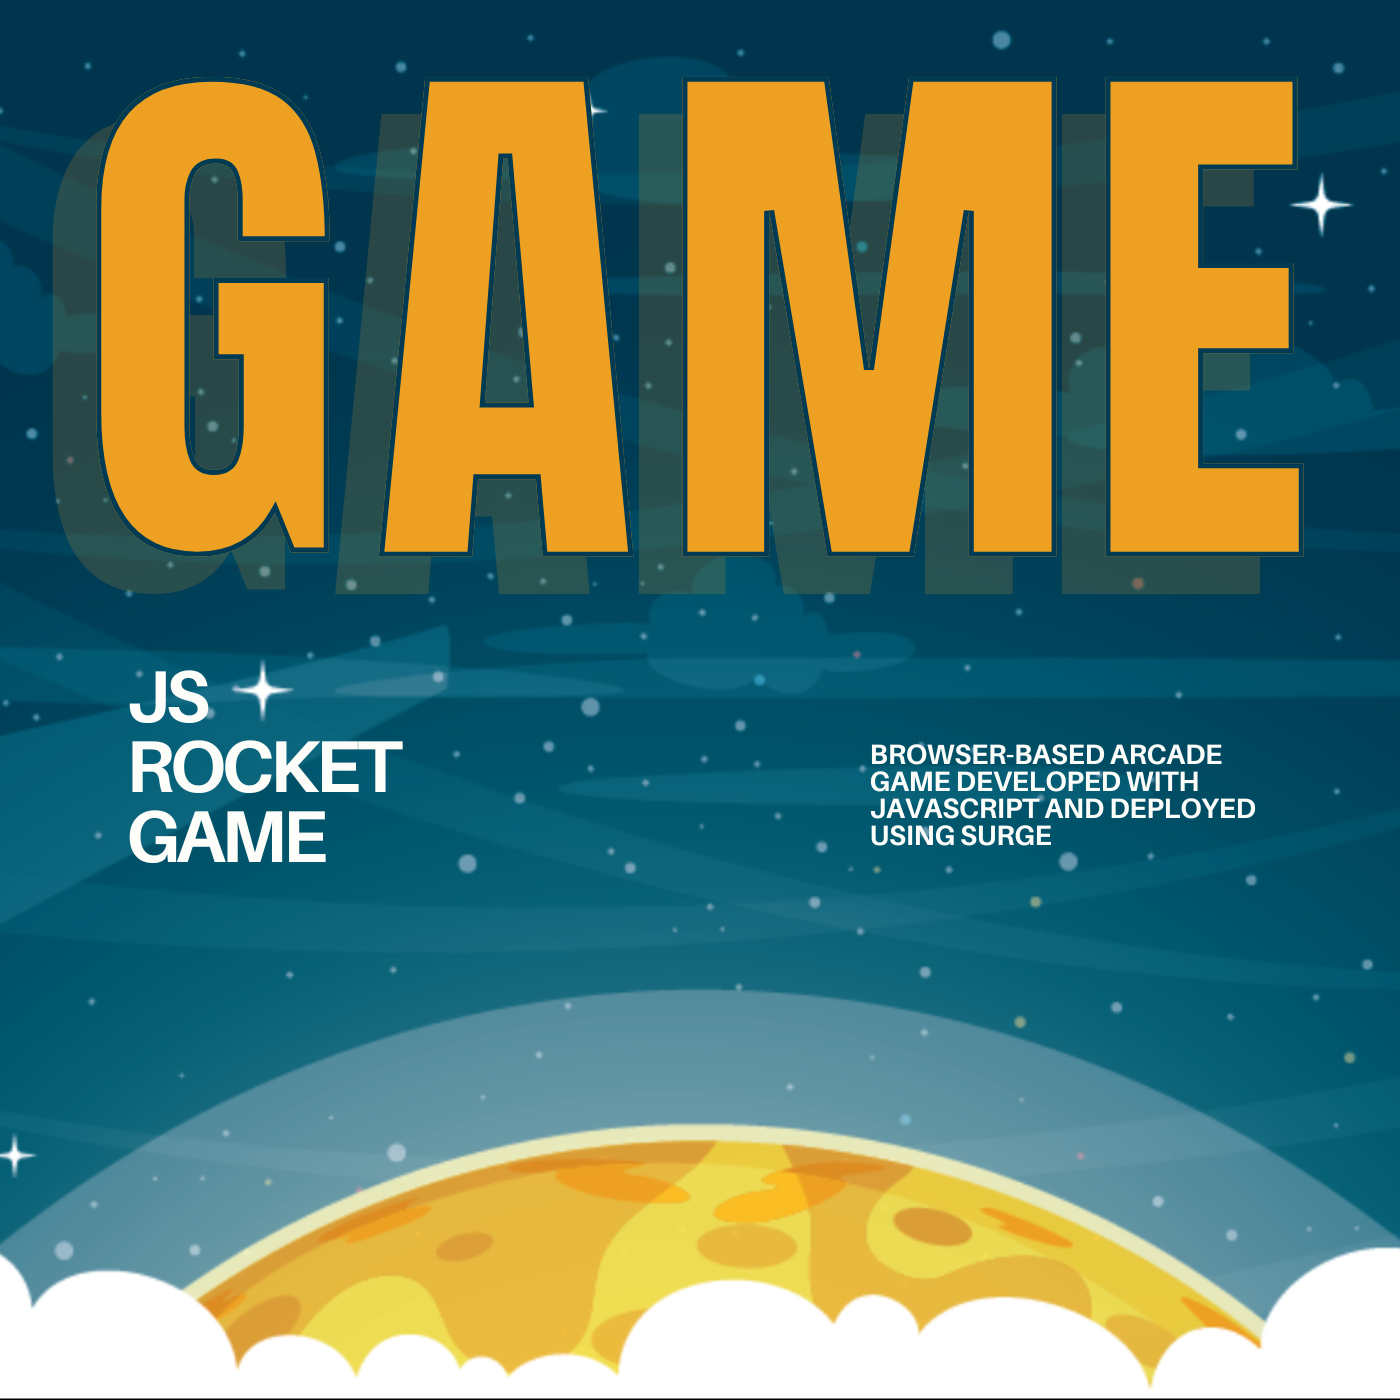 GAME
JS
ROCKET
GAME
BROWSER-BASED ARCADE
GAME DEVELOPED WITH
JAVASCRIPT AND DEPLOYED
USING SURGE